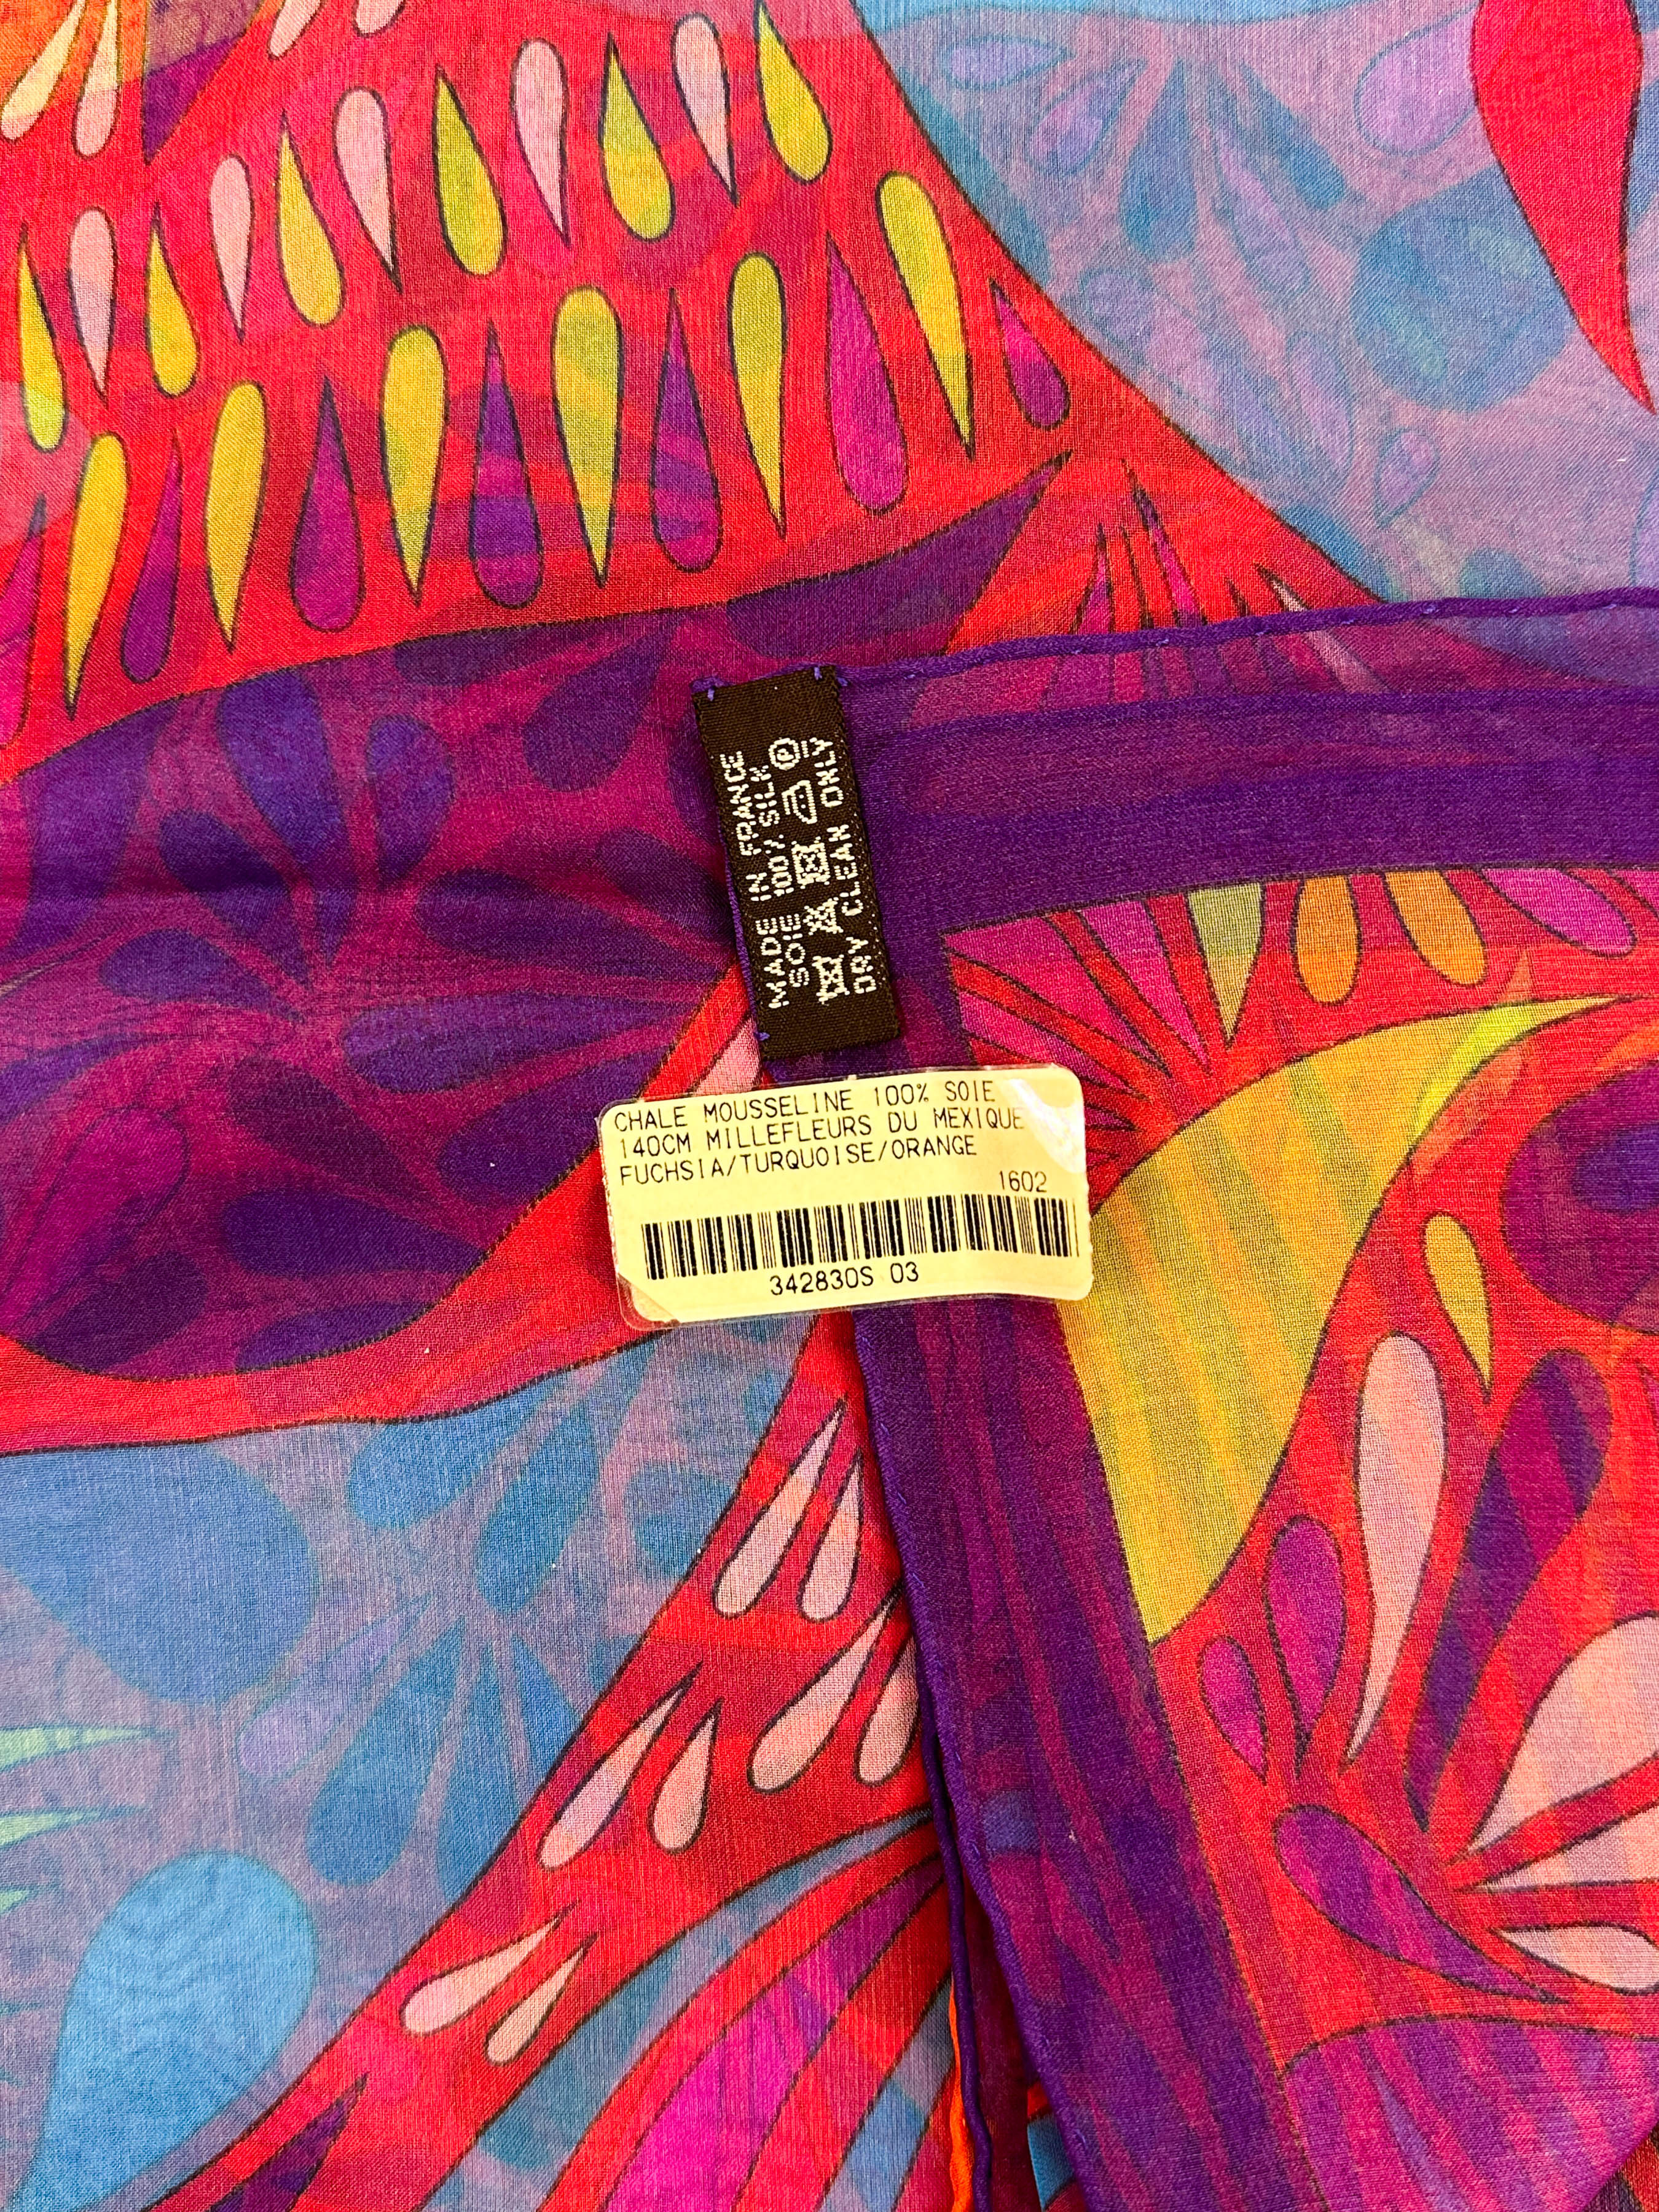 MADE IN FRANCE
SOIE 100% SILK
P
DRY CLEAN ONLY
CHALE MOUSSELINE 100% SOIE
140CM MILLEFLEURS DU MEXIQUE
FUCHSIA/TURQUOISE/ORANGE
1602
342830S 03